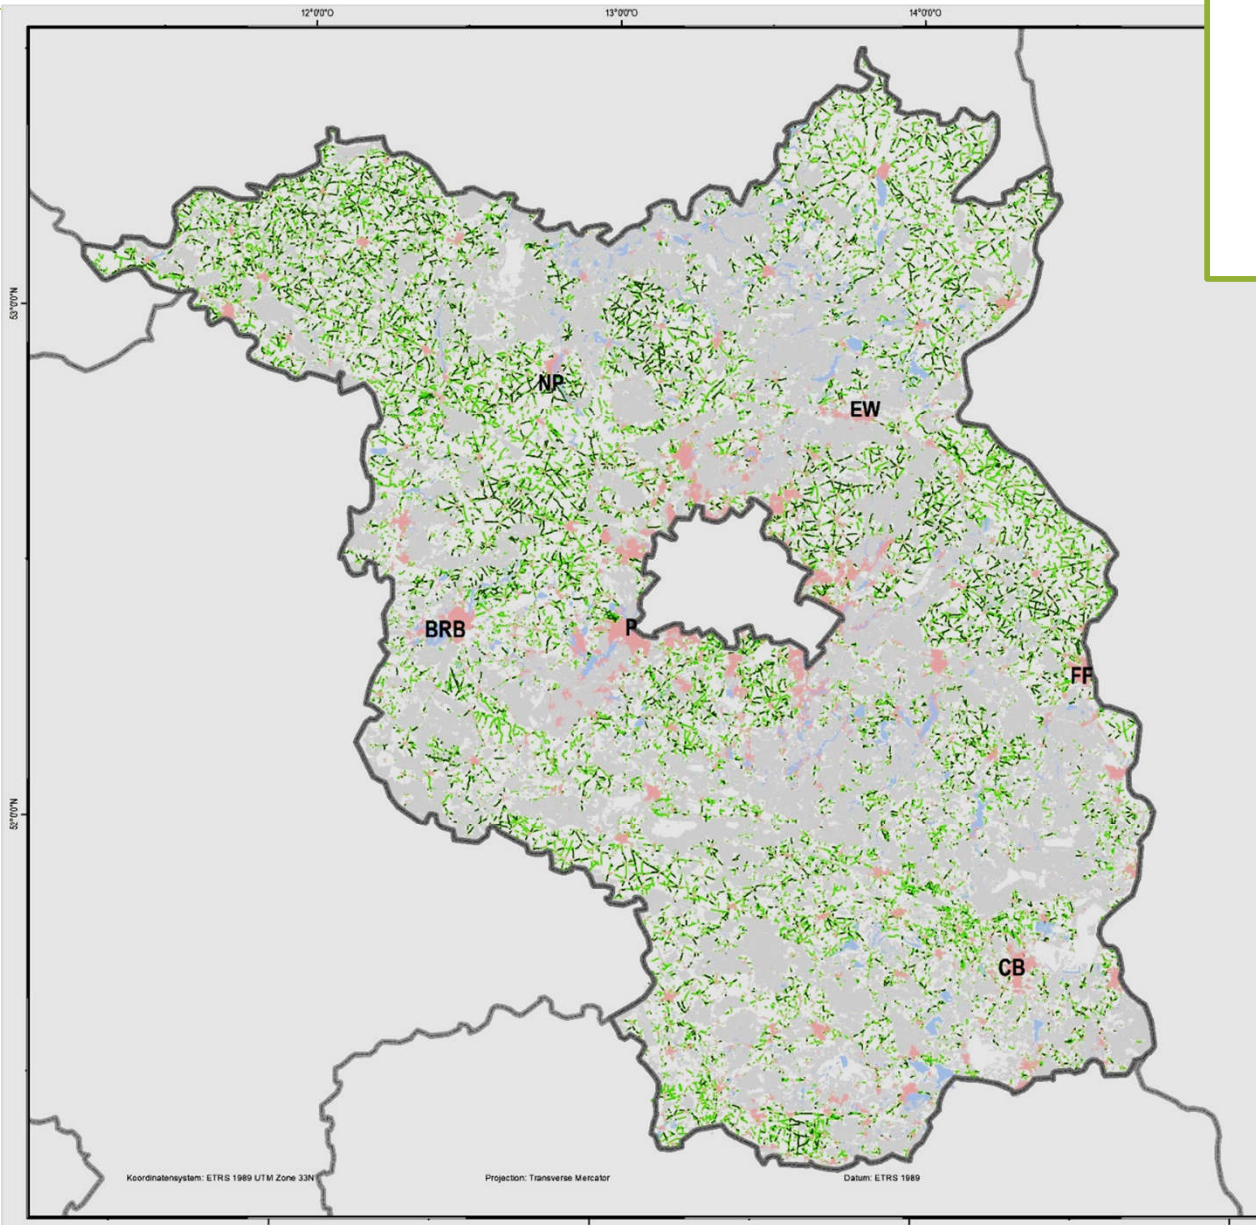 12°0'0"O
13°0'0"O
14°0'0"O
53°0'0"N
NP
EW
BRB
P
FF
52°0'0"N
CB
Koordinatensystem: ETRS 1989 UTM Zone 33N
Projection: Transverse Mercator
Datum: ETRS 1989